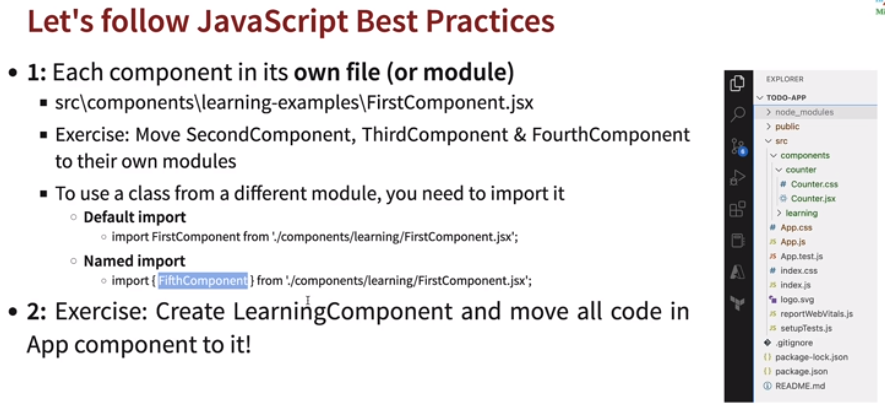 Let's follow JavaScript Best Practices
1: Each component in its own file (or module)
src\components\learning-examples\FirstComponent.jsx
Exercise: Move SecondComponent, ThirdComponent & FourthComponent
to their own modules
To use a class from a different module, you need to import it
Default import
import FirstComponent from './components/learning/FirstComponent.jsx';
Named import
import { FifthComponent } from './components/learning/FirstComponent.jsx';
2: Exercise: Create LearningComponent and move all code in
App component to it!
EXPLORER
TODO-APP
node_modules
public
src
components
counter
# Counter.css
Counter.jsx
learning
# App.css
JS App.js
JS App.test.js
# index.css
JS index.js
logo.svg
JS reportWebVitals.js
JS setupTests.js
.gitignore
{} package-lock.json
{} package.json
README.md